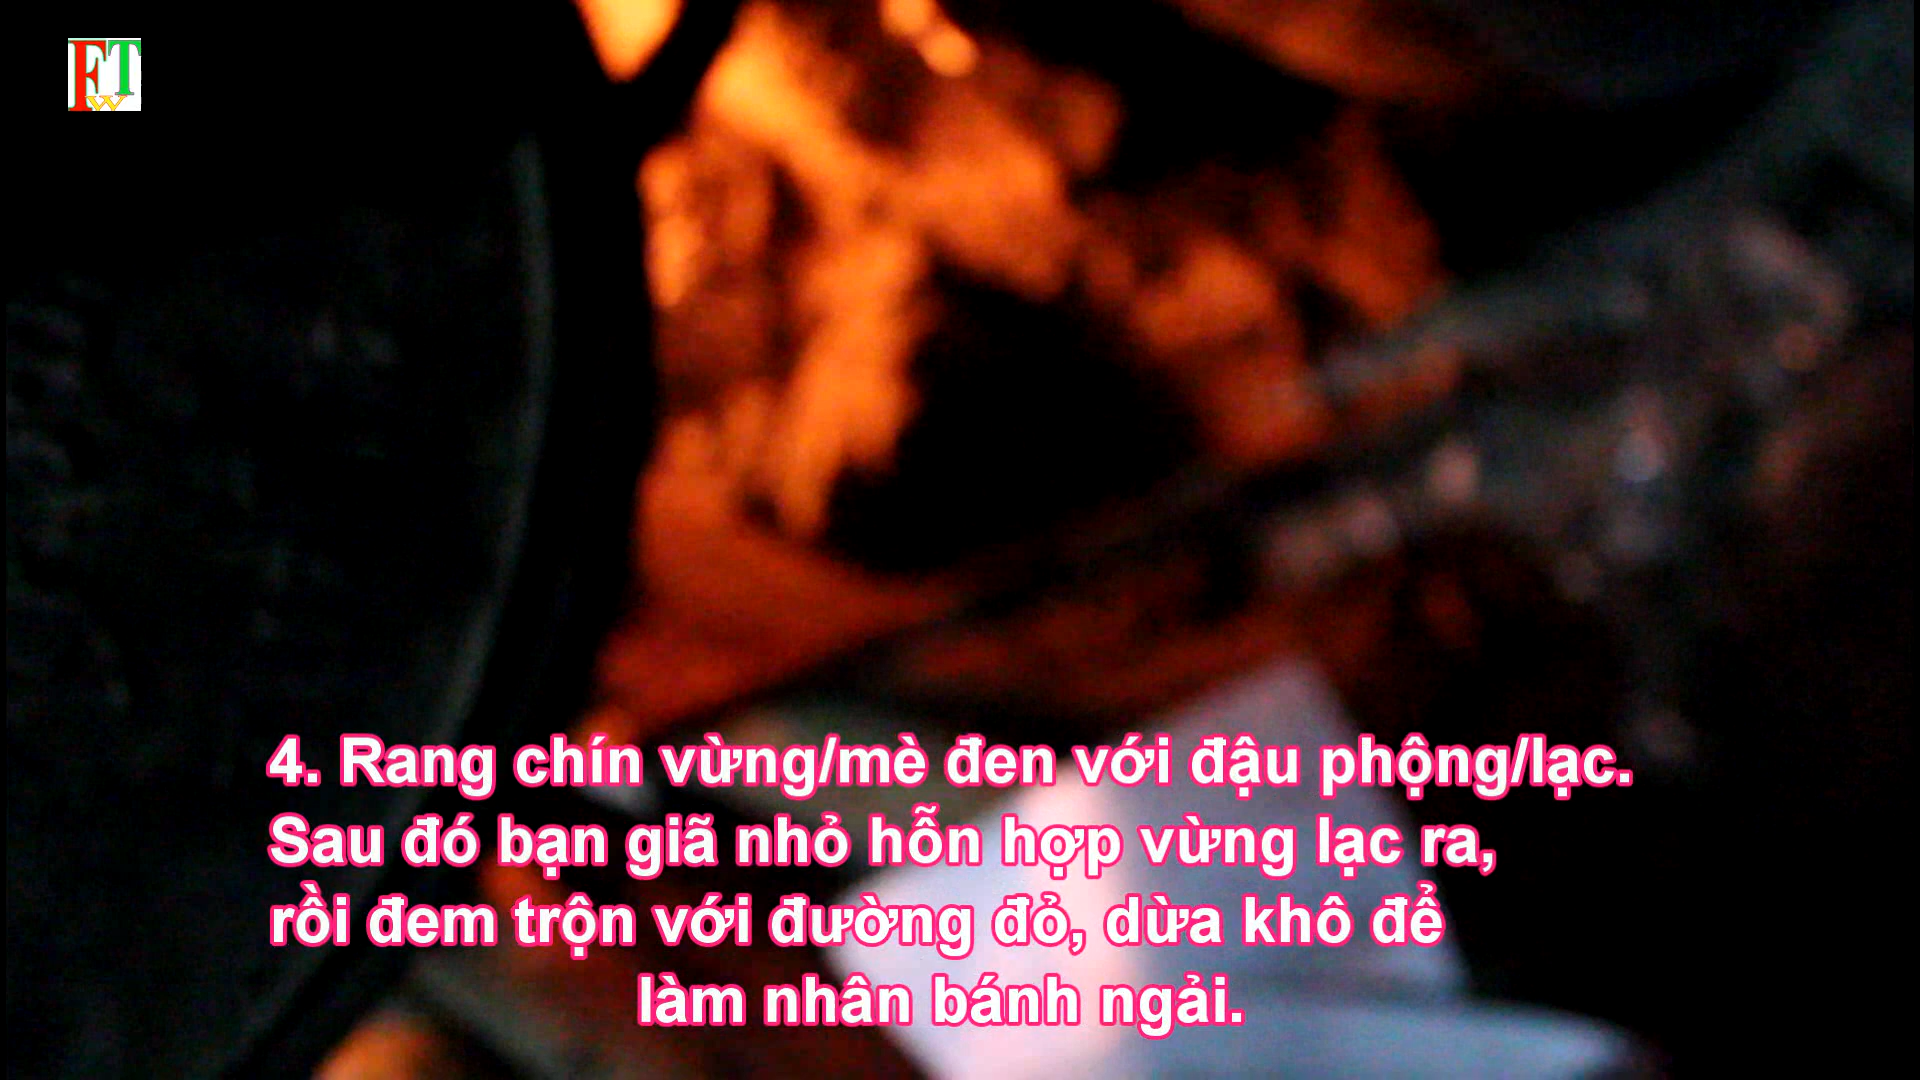 FTW
4. Rang chín vừng/mè đen với đậu phộng/lạc.
Sau đó bạn giã nhỏ hỗn hợp vừng lạc ra,
rồi đem trộn với đường đỏ, dừa khô để
làm nhân bánh ngải.